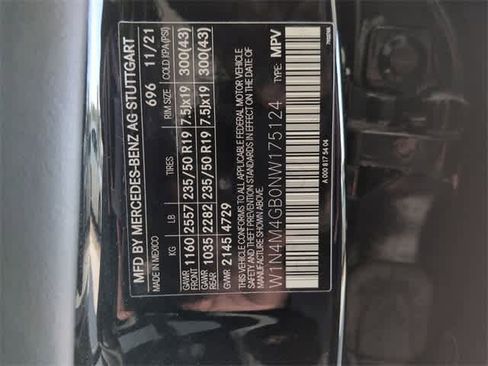 MFD BY MERCEDES-BENZ AG STUTTGART
MADE IN MEXICO 696 11/21
KG LB TIRES RIM SIZE COLD KPA(PSI)
GAWR FRONT 1160 2557 235/50 R19 7.5Jx19 300(43)
GAWR REAR 1035 2282 235/50 R19 7.5Jx19 300(43)
GVWR 2145 4729
THIS VEHICLE CONFORMS TO ALL APPLICABLE FEDERAL MOTOR VEHICLE
SAFETY, BUMPER, AND THEFT PREVENTION
STANDARDS IN EFFECT ON THE DATE OF
MANUFACTURE SHOWN ABOVE.
W1N4M4GB0NW175124 TYPE: MPV
A 000 817 54 04